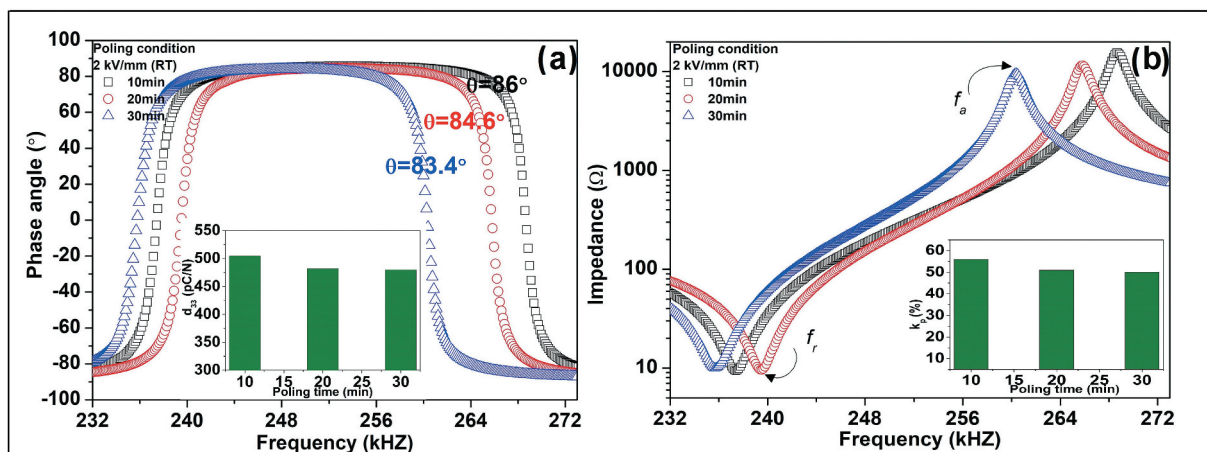 100
80
60
40
20
0
-20
-40
-60
-80
-100
Phase angle (°)
Poling condition
2 kV/mm (RT)
10min
20min
30min
(a)
θ=86°
θ=84.6°
θ=83.4°
550
500
450
400
350
300
d33 (pC/N)
10 15 20 25 30
Poling time (min)
232 240 248 256 264 272
Frequency (kHZ)
10000
1000
100
10
Impedance (Ω)
Poling condition
2 kV/mm (RT)
10min
20min
30min
(b)
fa
fr
60
50
40
30
20
10
(%)
10 15 20 25 30
Poling time (min)
232 240 248 256 264 272
Frequency (kHZ)